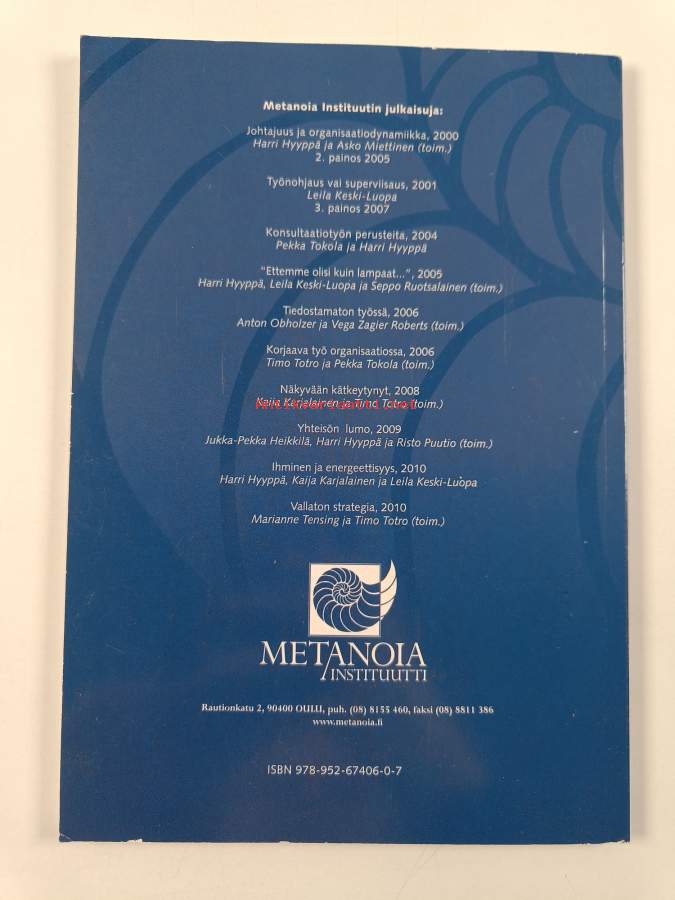 Metanoia Instituutin julkaisuja:
Johtajuus ja organisaatiodynamiikka, 2000
Harri Hyyppä ja Asko Miettinen (toim.)
2. painos 2005
Työnohjaus vai superviisaus, 2001
Leila Keski-Luopa
3. painos 2007
Konsultaatiotyön perusteita, 2004
Pekka Tokola ja Harri Hyyppä
"Ettemme olisi kuin lampaat...", 2005
Harri Hyyppä, Leila Keski-Luopa ja Seppo Ruotsalainen (toim.)
Tiedostamaton työssä, 2006
Anton Obholzer ja Vega Zagier Roberts (toim.)
Korjaava työ organisaatiossa, 2006
Timo Totro ja Pekka Tokola (toim.)
Näkyvään kätkeytynyt, 2008
Kaija Karjalainen ja Timo Totro (toim.)
Yhteisön lumo, 2009
Jukka-Pekka Heikkilä, Harri Hyyppä ja Risto Puutio (toim.)
Ihminen ja energeettisyys, 2010
Harri Hyyppä, Kaija Karjalainen ja Leila Keski-Luopa
Vallaton strategia, 2010
Marianne Tensing ja Timo Totro (toim.)
METANOIA
INSTITUUTTI
Rautionkatu 2, 90400 OULU, puh. (08) 8155 460, faksi (08) 8811 386
www.metanoia.fi
ISBN 978-952-67406-0-7